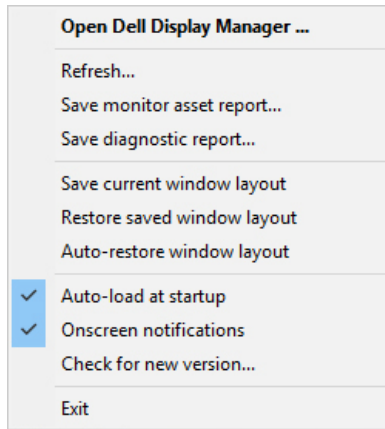 Open Dell Display Manager ...
Refresh...
Save monitor asset report...
Save diagnostic report...
Save current window layout
Restore saved window layout
Auto-restore window layout
Auto-load at startup
Onscreen notifications
Check for new version...
Exit